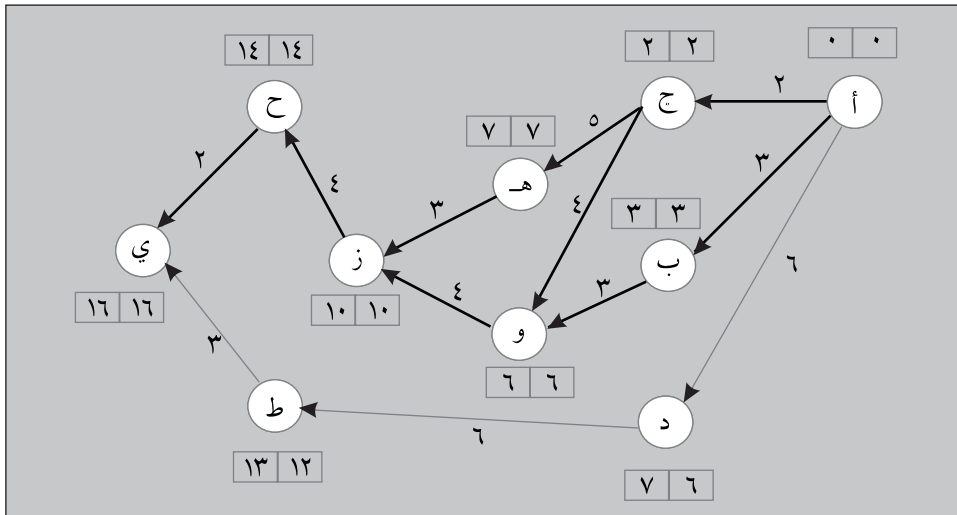 ٠ ٠
٢ ٢
١٤ ١٤
أ
٢
ج
ح
٥
٧ ٧
٣
٢
٤
هـ
٤
٣
٣ ٣
ب
٦
ز
ي
٣
٤
١٠ ١٠
١٦ ١٦
و
٣
٦ ٦
د
ط
٦
٦ ٧
١٢ ١٣